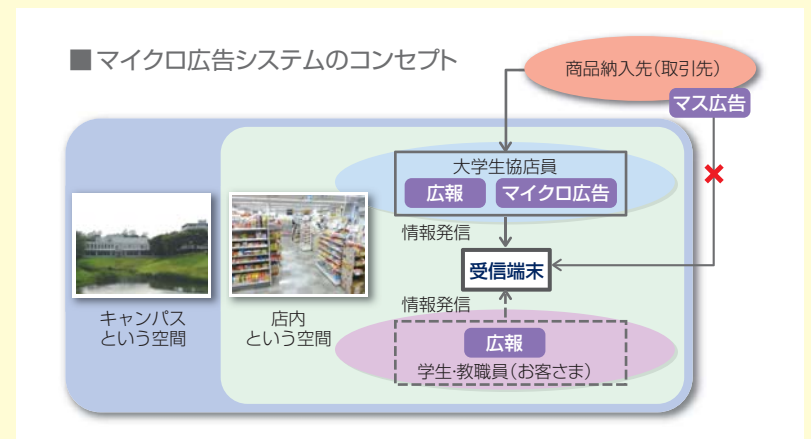 ■マイクロ広告システムのコンセプト
商品納入先(取引先)
マス広告
大学生協店員
広報 マイクロ広告
情報発信
受信端末
情報発信
広報
学生・教職員(お客さま)
キャンパス
という空間
店内
という空間